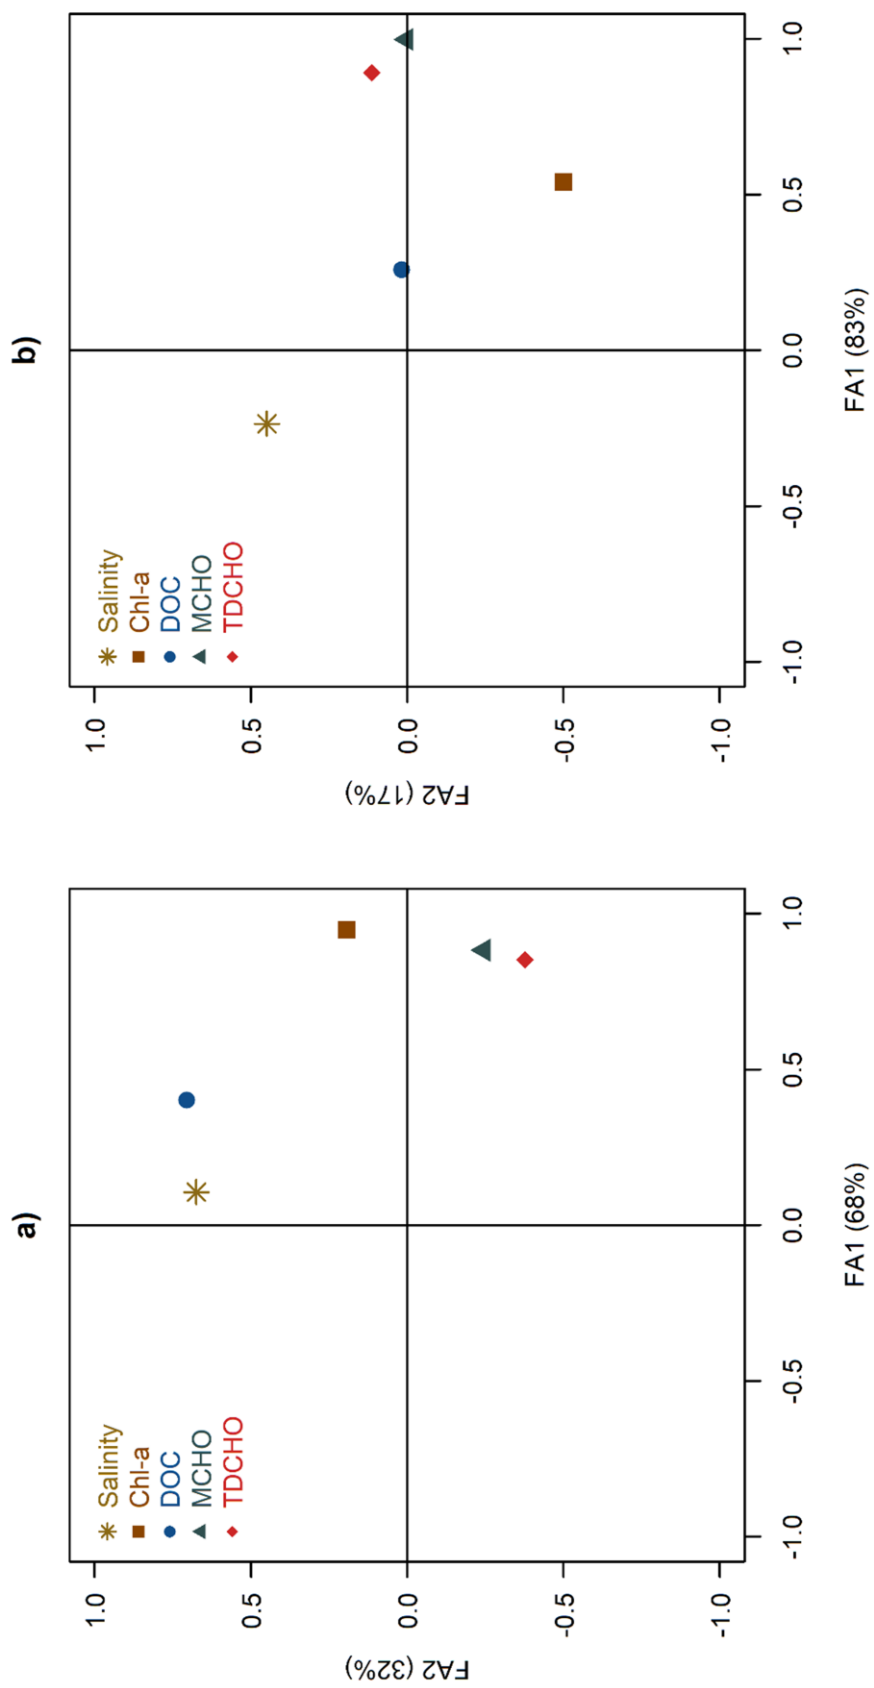 a)
Salinity
Chl-a
DOC
MCHO
TDCHO
1.0
0.5
0.0
-0.5
-1.0
FA2 (32%)
-1.0
-0.5
0.0
0.5
1.0
FA1 (68%)
b)
Salinity
Chl-a
DOC
MCHO
TDCHO
1.0
0.5
0.0
-0.5
-1.0
FA2 (17%)
-1.0
-0.5
0.0
0.5
1.0
FA1 (83%)